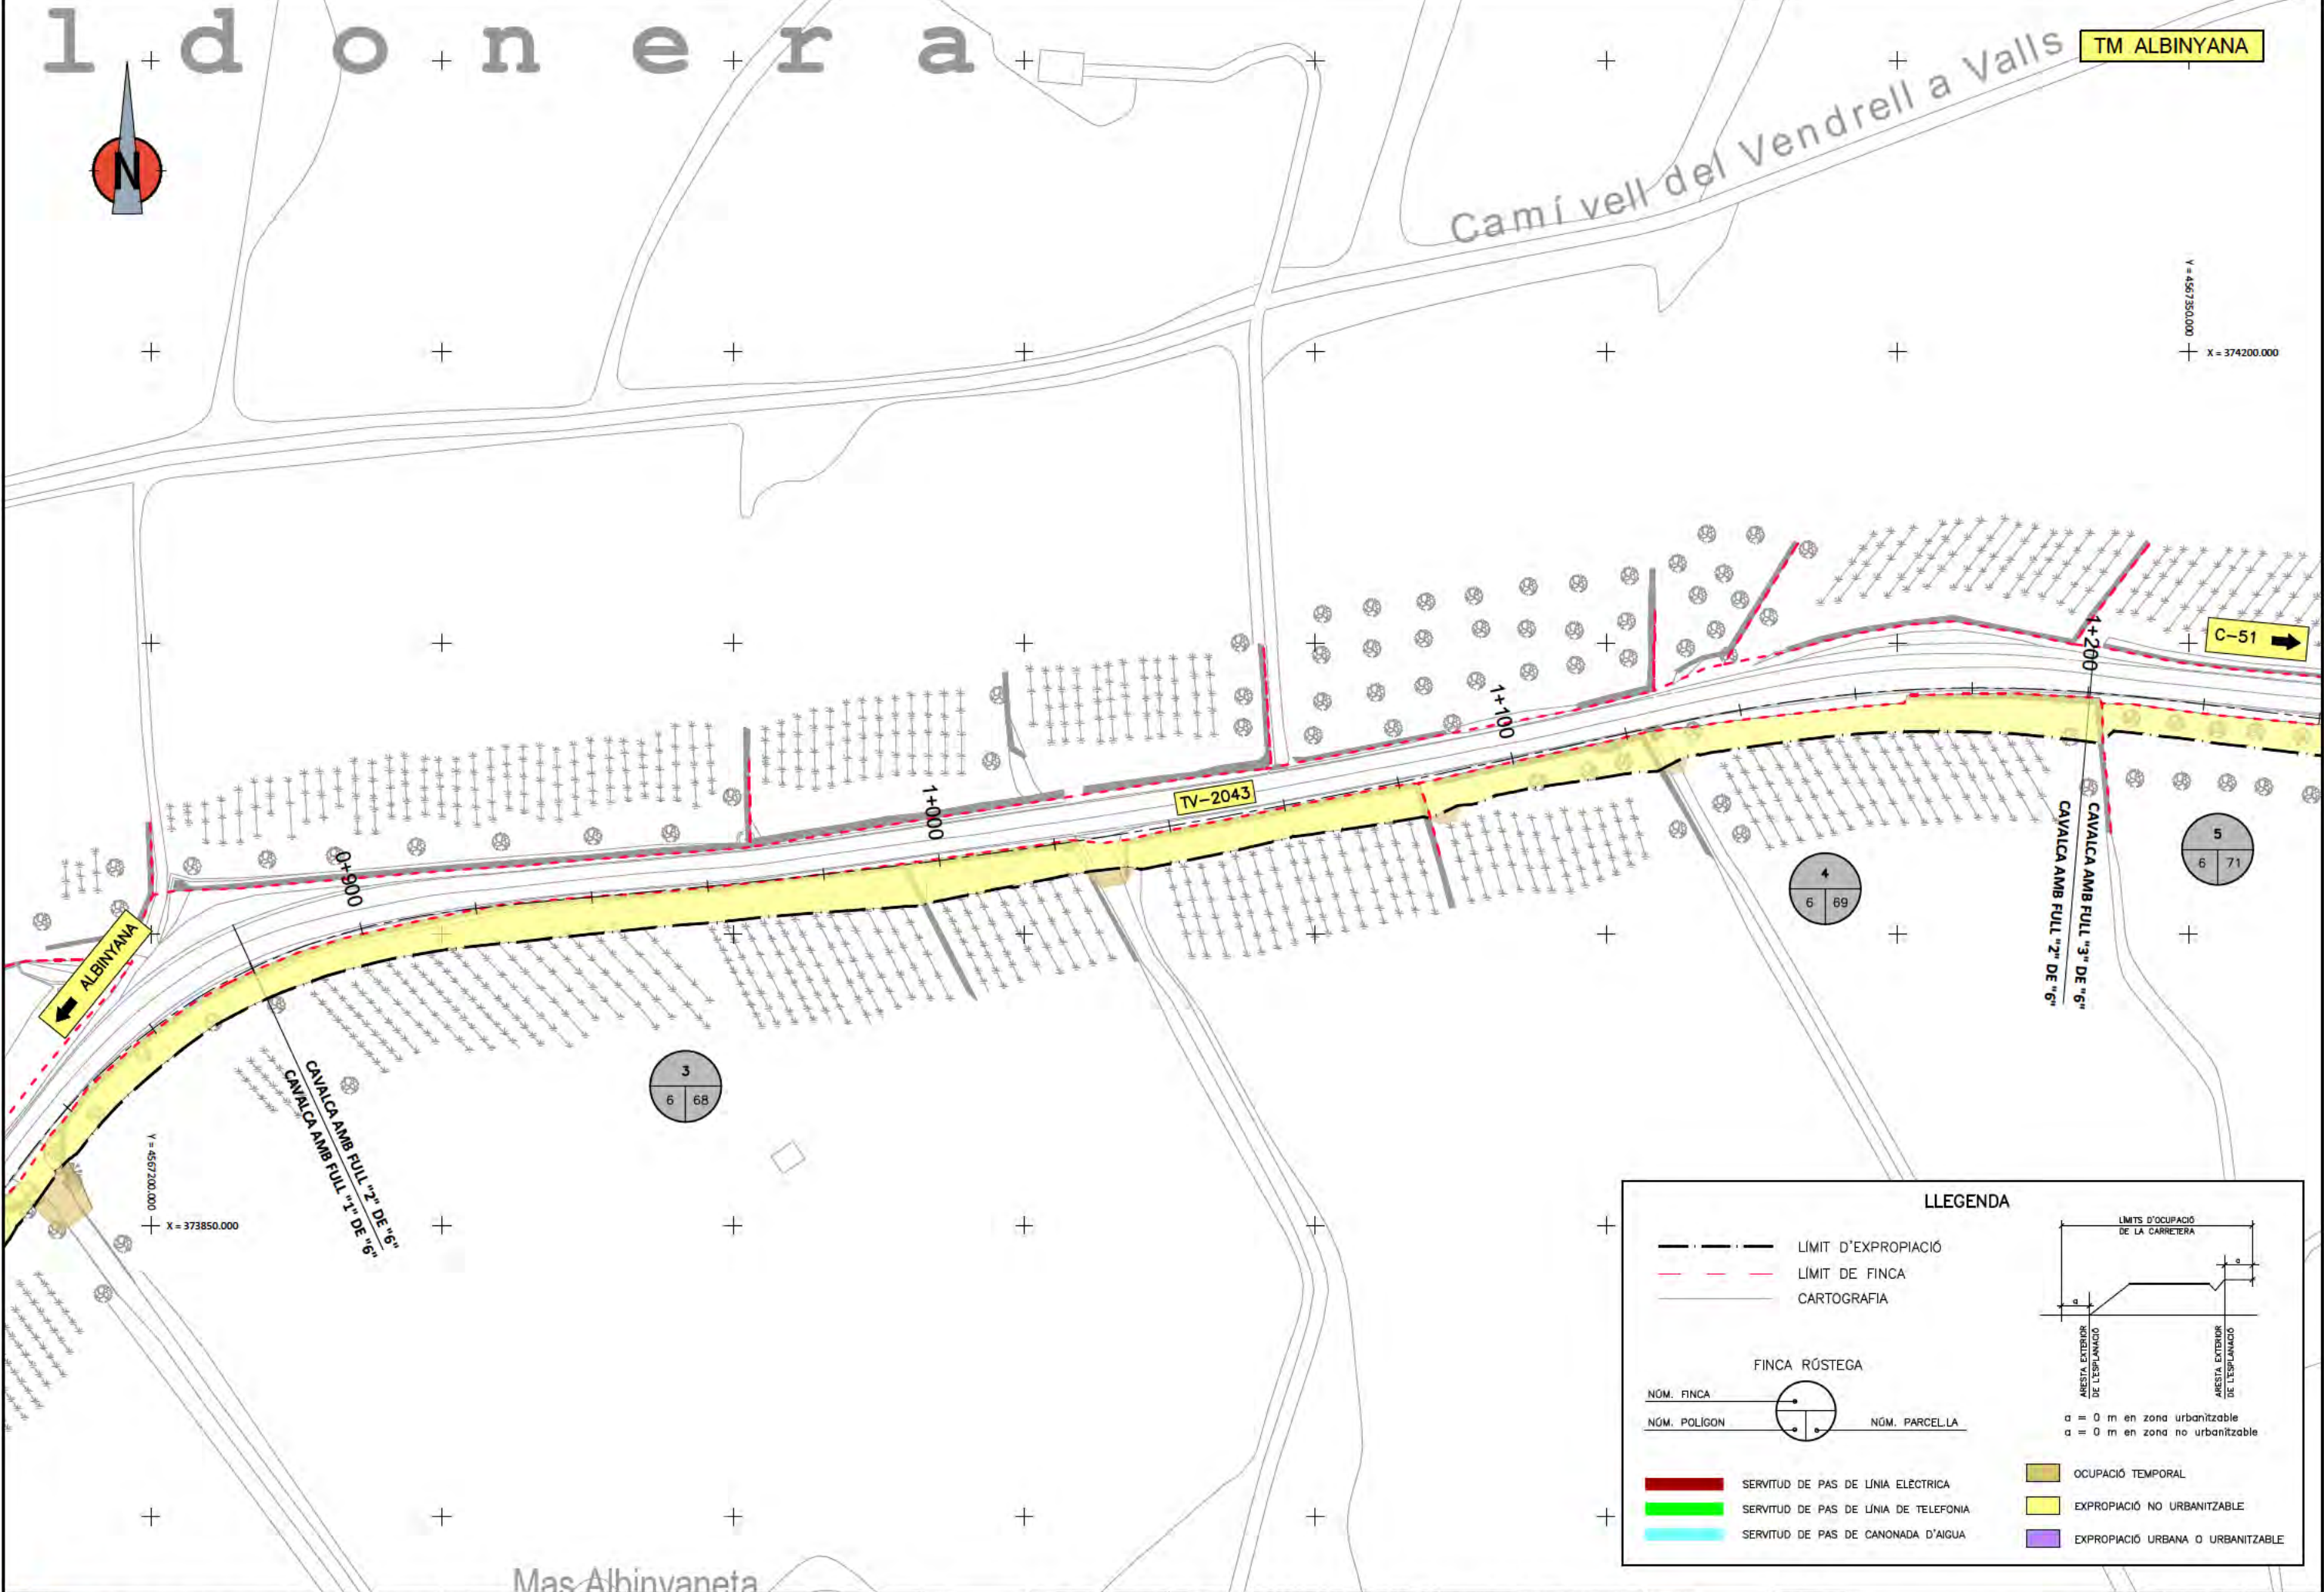 ldonera
TM ALBINYANA
N
Camí vell del Vendrell a Valls
Y = 4567350.000
X = 374200.000
C-51
1+200
1+100
TV-2043
1+000
0+900
ALBINYANA
5
6 71
4
6 69
3
6 68
CAVALCA AMB FULL "3" DE "6"
CAVALCA AMB FULL "2" DE "6"
CAVALCA AMB FULL "2" DE "6"
CAVALCA AMB FULL "1" DE "6"
Y = 4567200.000
X = 373850.000
Mas Albinyaneta
LLEGENDA
LÍMIT D'EXPROPIACIÓ
LÍMIT DE FINCA
CARTOGRAFIA
LÍMITS D'OCUPACIÓ
DE LA CARRETERA
a
a
ARESTA EXTERIOR
DE L'ESPLANACIÓ
ARESTA EXTERIOR
DE L'ESPLANACIÓ
a = 0 m en zona urbanitzable
a = 0 m en zona no urbanitzable
FINCA RÚSTEGA
NÚM. FINCA
NÚM. POLÍGON
NÚM. PARCEL.LA
SERVITUD DE PAS DE LÍNIA ELÈCTRICA
SERVITUD DE PAS DE LÍNIA DE TELEFONIA
SERVITUD DE PAS DE CANONADA D'AIGUA
OCUPACIÓ TEMPORAL
EXPROPIACIÓ NO URBANITZABLE
EXPROPIACIÓ URBANA O URBANITZABLE